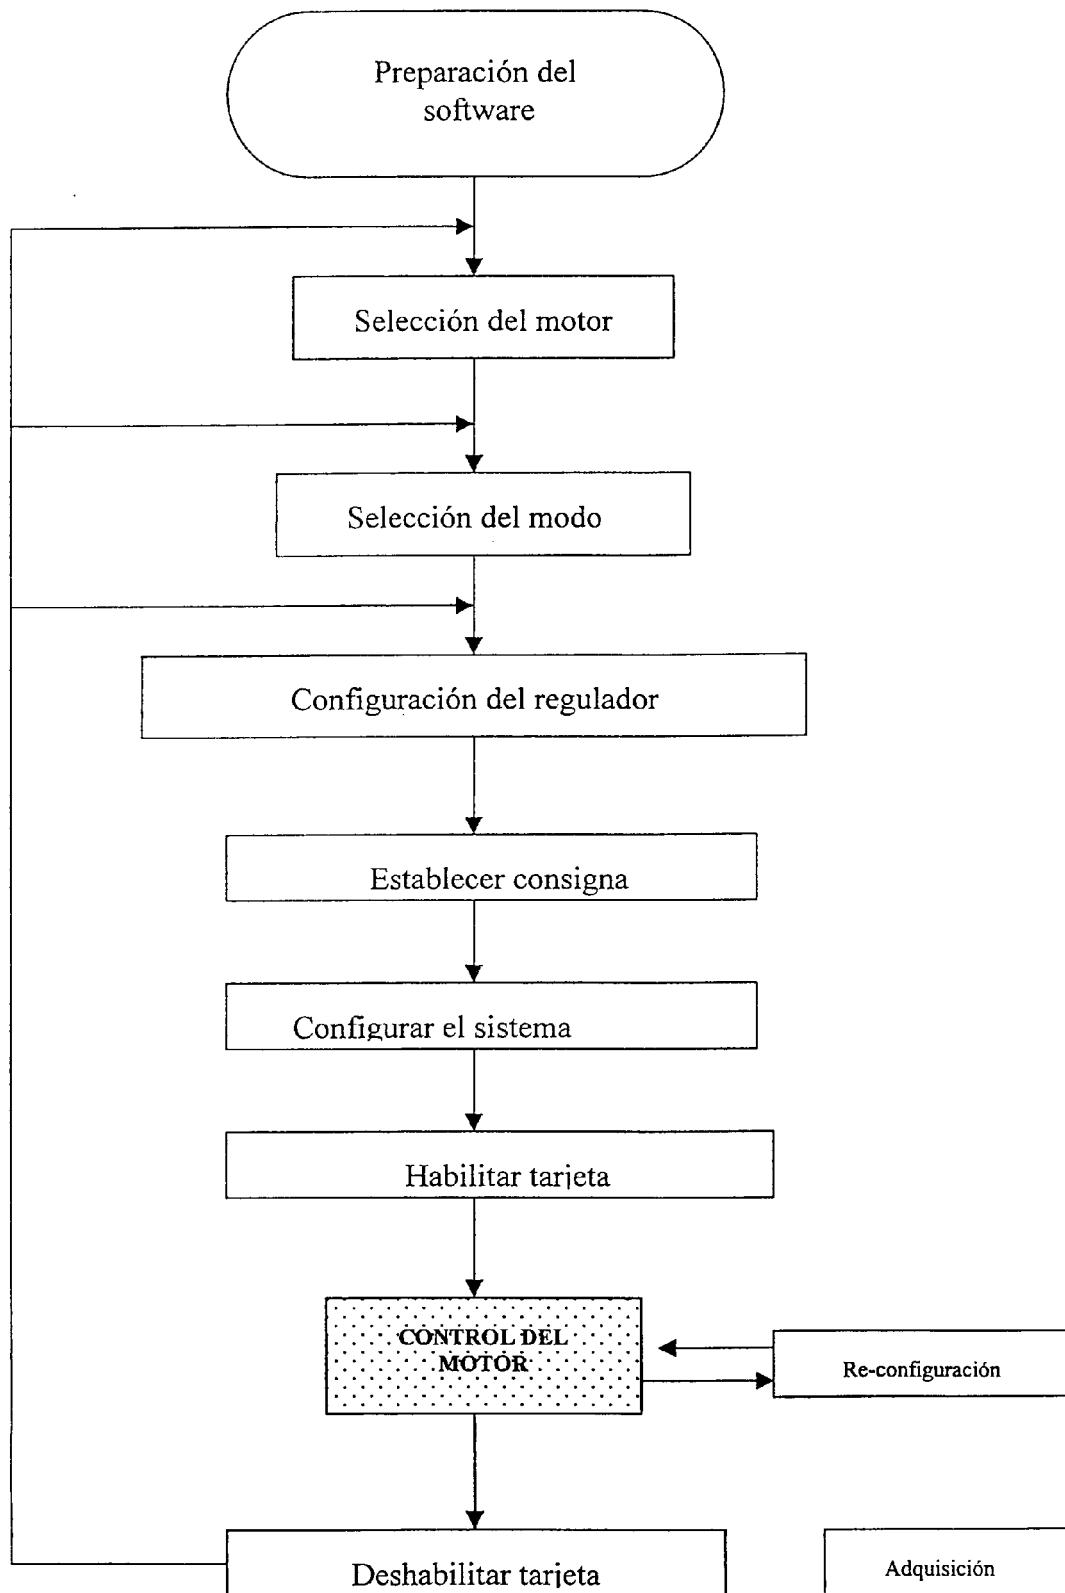 Preparación del
software
Selección del motor
Selección del modo
Configuración del regulador
Establecer consigna
Configurar el sistema
Habilitar tarjeta
CONTROL DEL
MOTOR
Re-configuración
Deshabilitar tarjeta
Adquisición